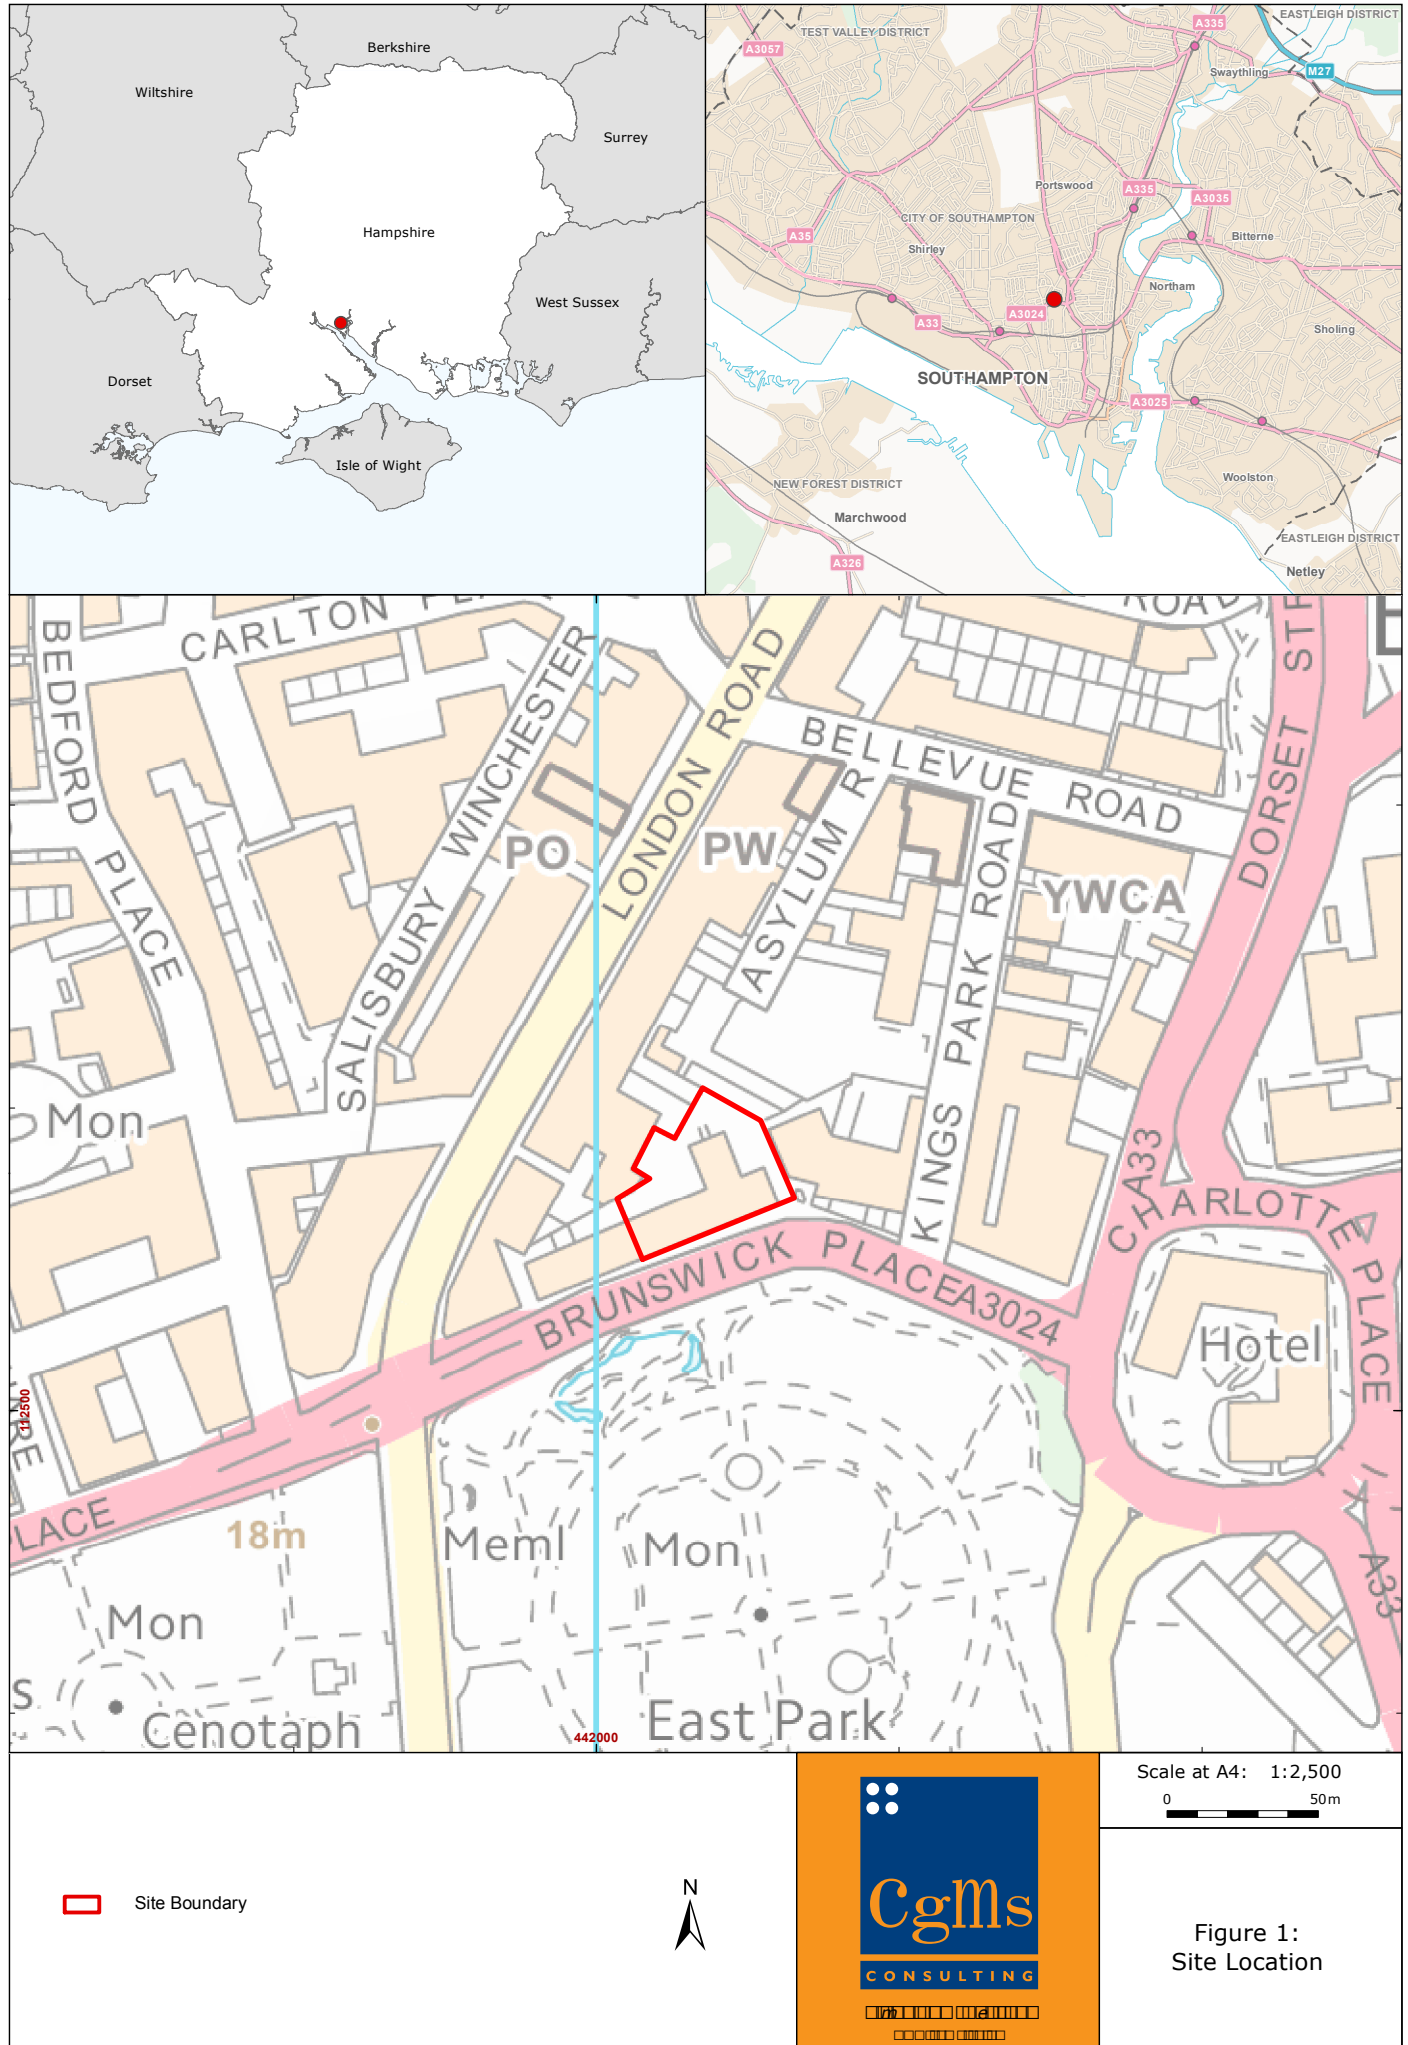 Berkshire
Wiltshire
Surrey
Hampshire
West Sussex
Dorset
Isle of Wight
EASTLEIGH DISTRICT
A335
TEST VALLEY DISTRICT
A3057
Swaythling
M27
Portswood
A335
A3035
CITY OF SOUTHAMPTON
A35
Shirley
Bitterne
Northam
A3024
A33
Sholing
SOUTHAMPTON
A3025
Woolston
NEW FOREST DISTRICT
Marchwood
EASTLEIGH DISTRICT
A326
Netley
CARLTON
ROAD
BEDFORD PLACE
SALISBURY
WINCHESTER
LONDON ROAD
BELLEVUE ROAD
DORSET STR
PO
PW
ASYLUM R
KINGS PARK ROAD
YWCA
Mon
A33
CHARLOTTE PLACE
BRUNSWICK PLACE
A3024
Hotel
112500
PLACE
18m
Meml
Mon
Mon
A33
s
Cenotaph
442000
East Park
Scale at A4: 1:2,500
0 50m
Site Boundary
N
CgMs
CONSULTING
Figure 1:
Site Location